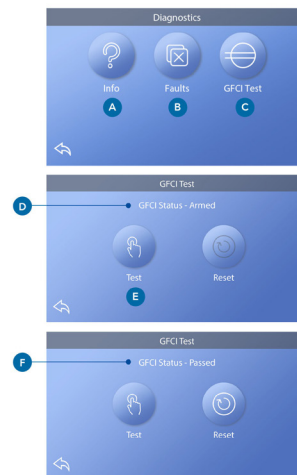 Diagnostics
Info Faults GFCI Test
A B C
GFCI Test
D GFCI Status - Armed
Test Reset
E
GFCI Test
F GFCI Status - Passed
Test Reset